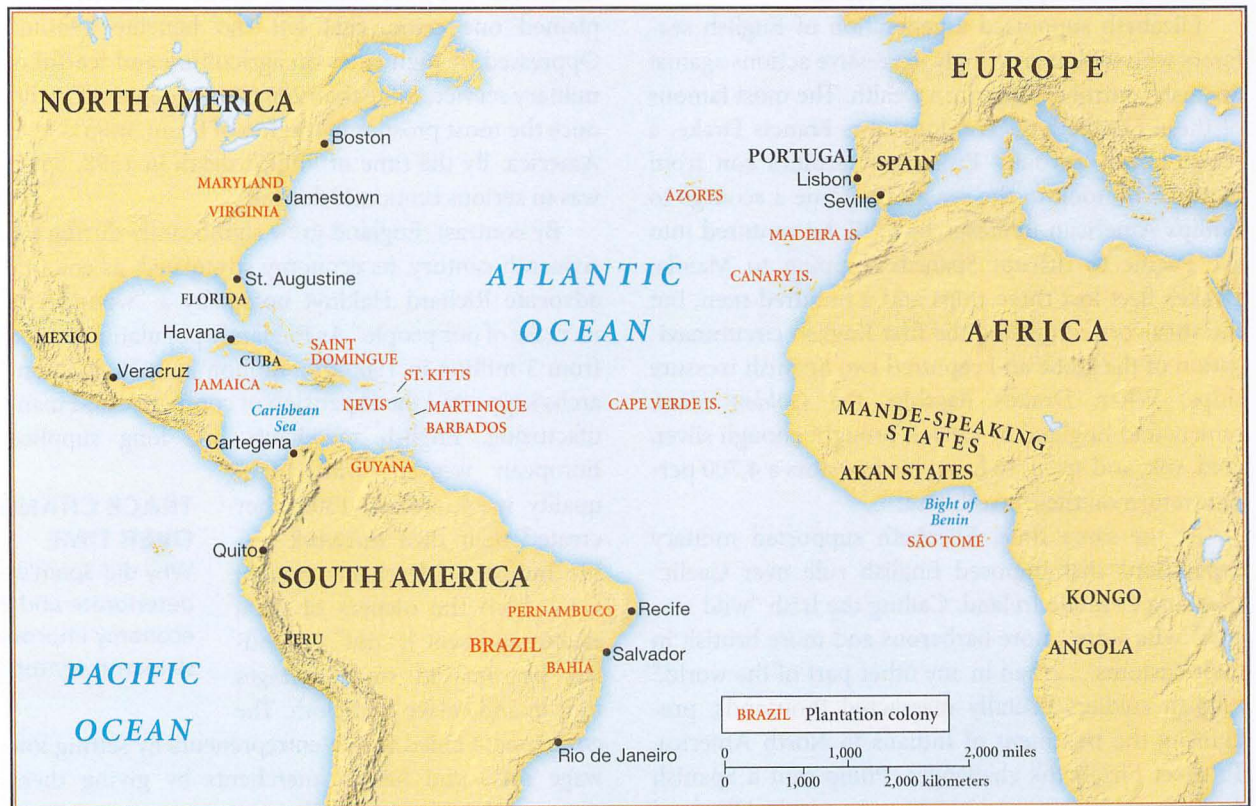 EUROPE
NORTH AMERICA
Boston
PORTUGAL
SPAIN
Lisbon
MARYLAND
AZORES
Jamestown
Seville
VIRGINIA
MADEIRA IS.
ATLANTIC
OCEAN
CANARY IS.
St. Augustine
FLORIDA
AFRICA
Havana
MEXICO
CUBA
SAINT
DOMINGUE
Veracruz
JAMAICA
ST. KITTS
NEVIS
MARTINIQUE
BARBADOS
CAPE VERDE IS.
Caribbean
Sea
MANDE-SPEAKING
STATES
Cartegena
GUYANA
AKAN STATES
Bight of
Benin
SÃO TOMÉ
Quito
SOUTH AMERICA
PERNAMBUCO
Recife
KONGO
PERU
BRAZIL
BAHIA
Salvador
ANGOLA
PACIFIC
OCEAN
BRAZIL Plantation colony
Rio de Janeiro
0 1,000 2,000 miles
0 1,000 2,000 kilometers